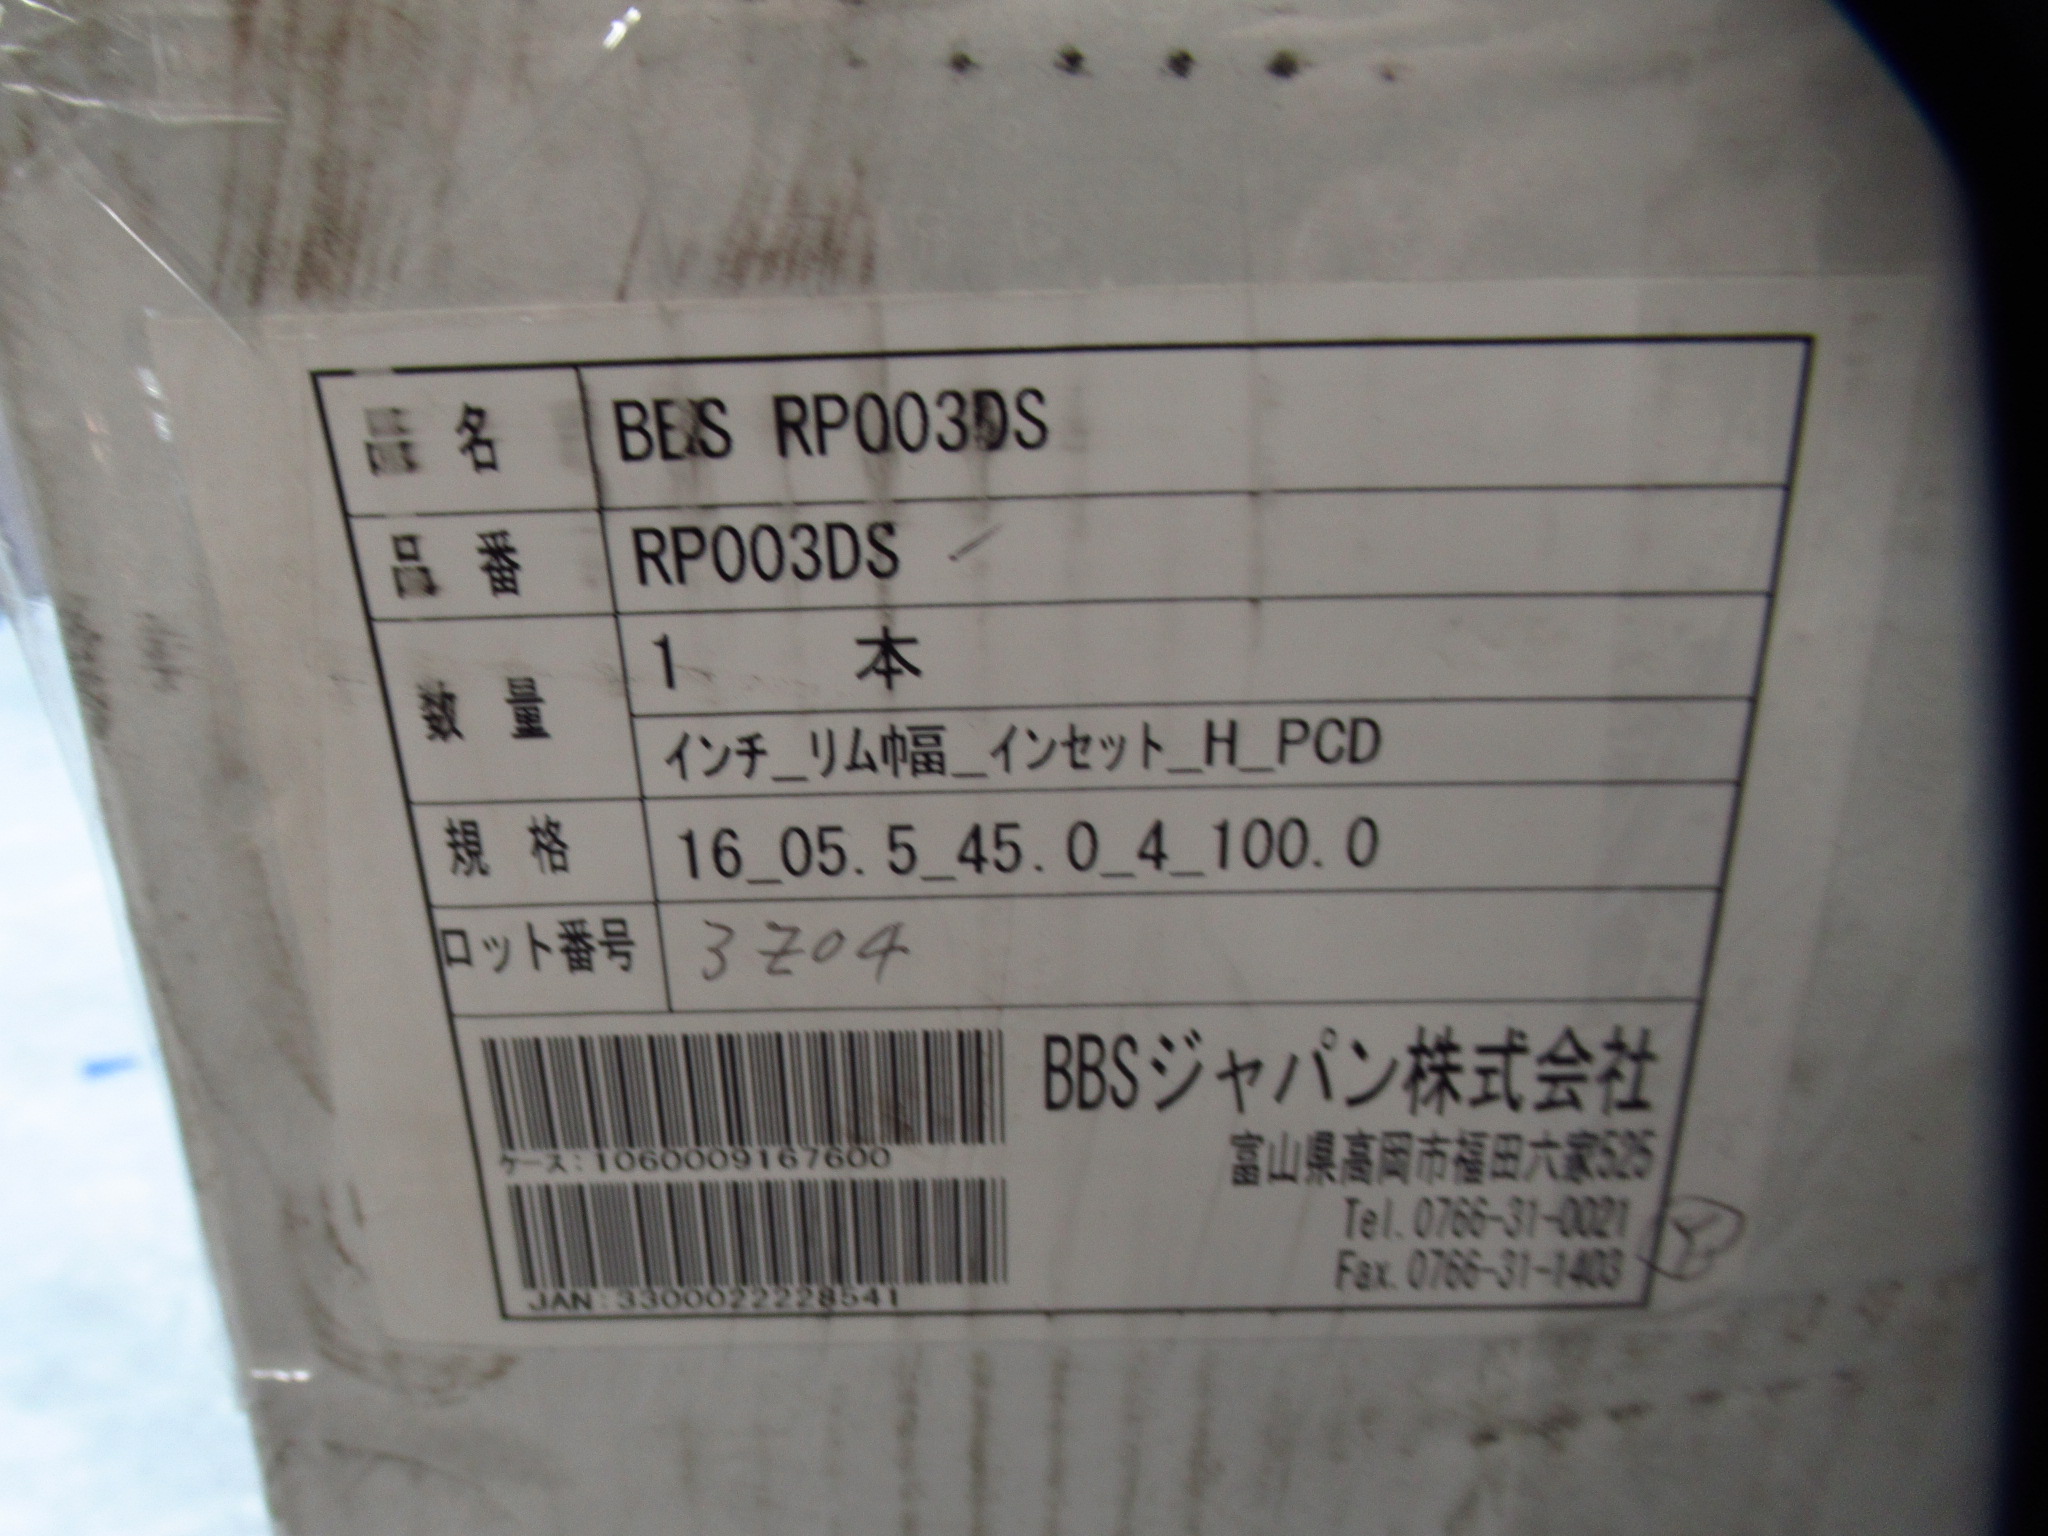 品名 BBS RP003DS
品番 RP003DS
数量 1 本
インチ_リム幅_インセット_H_PCD
規格 16_05.5_45.0_4_100.0
ロット番号 3Z04
BBSジャパン株式会社
富山県高岡市福田六家525
Tel.0766-31-0021
Fax.0766-31-1403
ケース:1060009167600
JAN:3300022228541